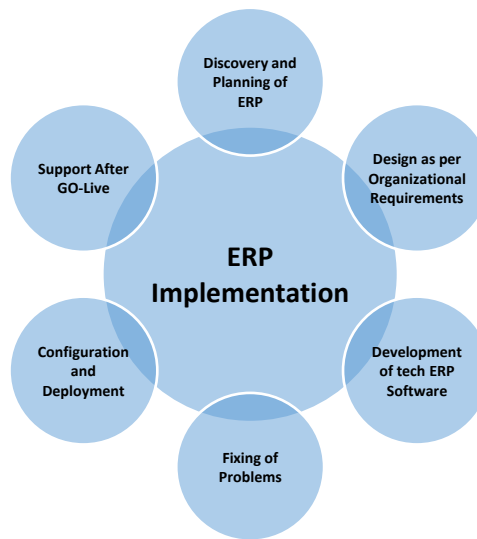 Discovery and
Planning of
ERP
Design as per
Organizational
Requirements
Development
of tech ERP
Software
Fixing of
Problems
Configuration
and
Deployment
Support After
GO-Live
ERP
Implementation